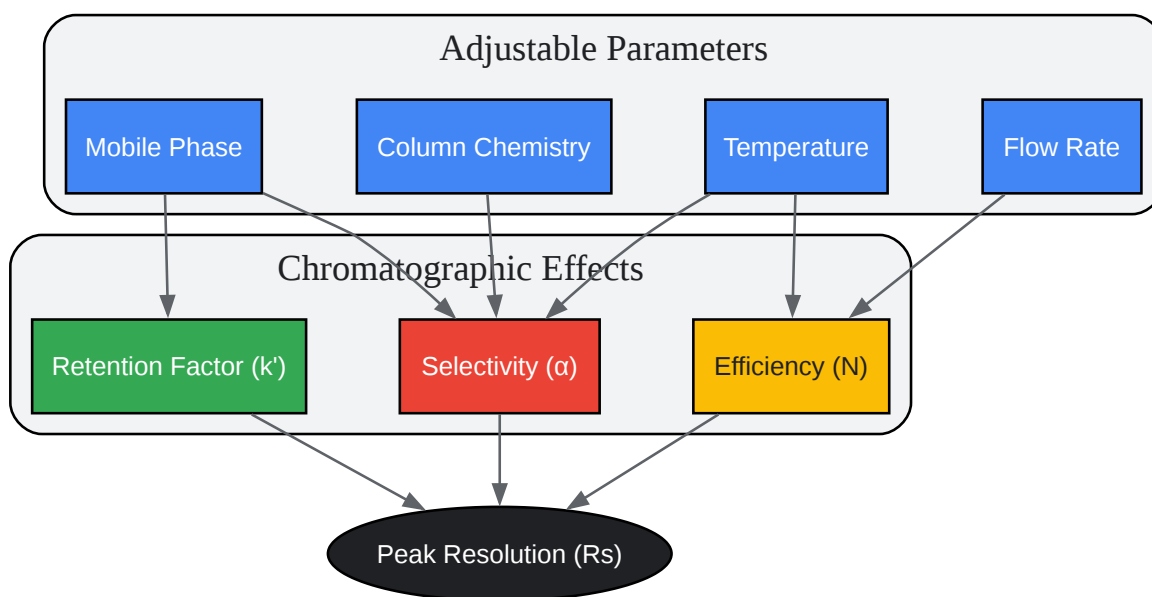 Adjustable Parameters
Mobile Phase
Column Chemistry
Temperature
Flow Rate
Chromatographic Effects
Retention Factor (k')
Selectivity (α)
Efficiency (N)
Peak Resolution (Rs)